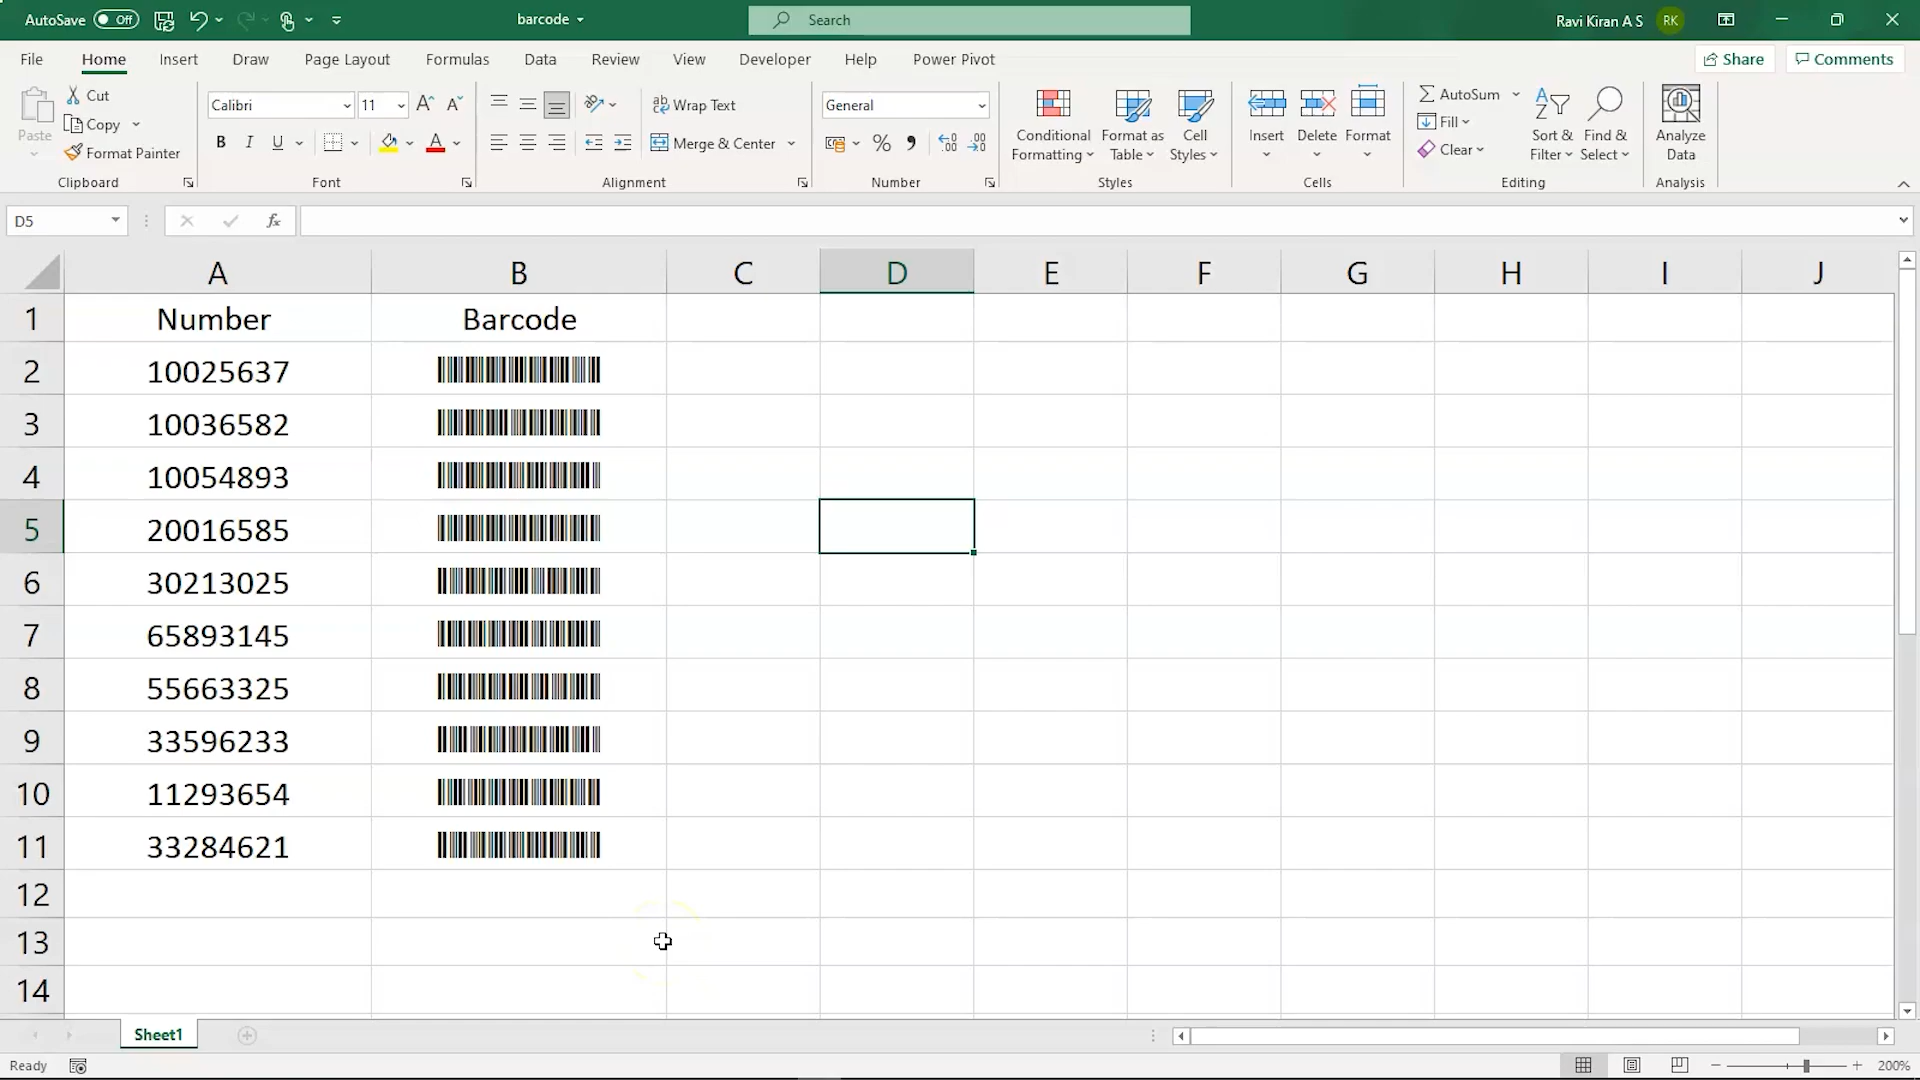 AutoSave Off barcode Search Ravi Kiran A S RK
File Home Insert Draw Page Layout Formulas Data Review View Developer Help Power Pivot Share Comments
Paste Cut Copy Format Painter
Clipboard
Calibri 11
B I U A
Font
Wrap Text
Merge & Center
Alignment
General
% , .00
Number
Conditional Formatting Format as Table Cell Styles
Styles
Insert Delete Format
Cells
AutoSum Fill Clear Sort & Filter Find & Select
Editing
Analyze Data
Analysis
D5 fx
A B C D E F G H I J
1 Number Barcode
2 10025637
3 10036582
4 10054893
5 20016585
6 30213025
7 65893145
8 55663325
9 33596233
10 11293654
11 33284621
12
13
14
Sheet1
Ready 200%